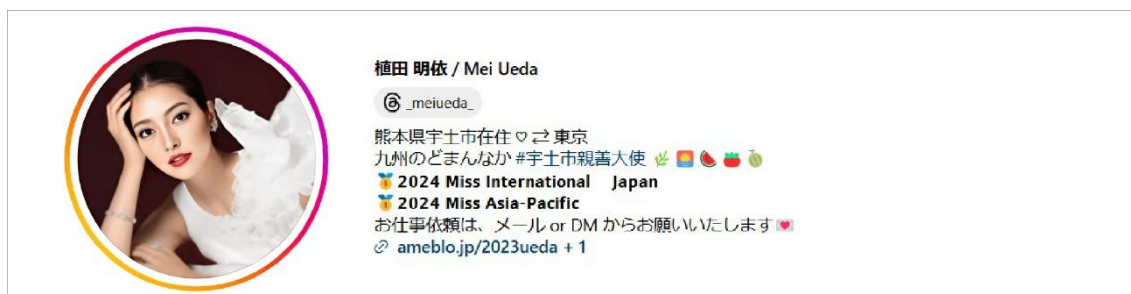 植田 明依 / Mei Ueda
_meiueda_
熊本県宇土市在住♡⇄東京
九州のどまんなか #宇土市親善大使 🌿🌅🍉🍅🍈
🥇2024 Miss International Japan
🥇2024 Miss Asia-Pacific
お仕事依頼は、メール or DM からお願いいたします💌
ameblo.jp/2023ueda + 1